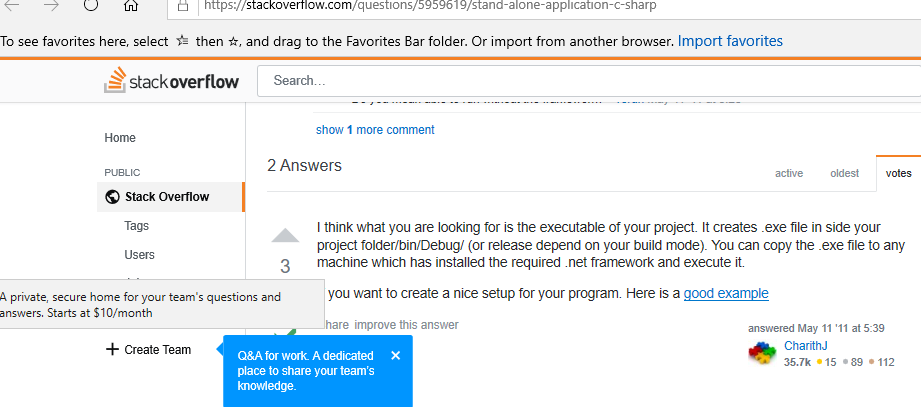 https://stackoverflow.com/questions/5959619/stand-alone-application-c-sharp
To see favorites here, select then , and drag to the Favorites Bar folder. Or import from another browser. Import favorites
stackoverflow
Search...
show 1 more comment
Home
2 Answers
PUBLIC
active oldest votes
Stack Overflow
Tags
Users
I think what you are looking for is the executable of your project. It creates .exe file in side your
project folder/bin/Debug/ (or release depend on your build mode). You can copy the .exe file to any
machine which has installed the required .net framework and execute it.
3
you want to create a nice setup for your program. Here is a good example
A private, secure home for your team's questions and
answers. Starts at $10/month
hare improve this answer
answered May 11 '11 at 5:39
CharithJ
35.7k 15 89 112
+ Create Team
Q&A for work. A dedicated
place to share your team's
knowledge.